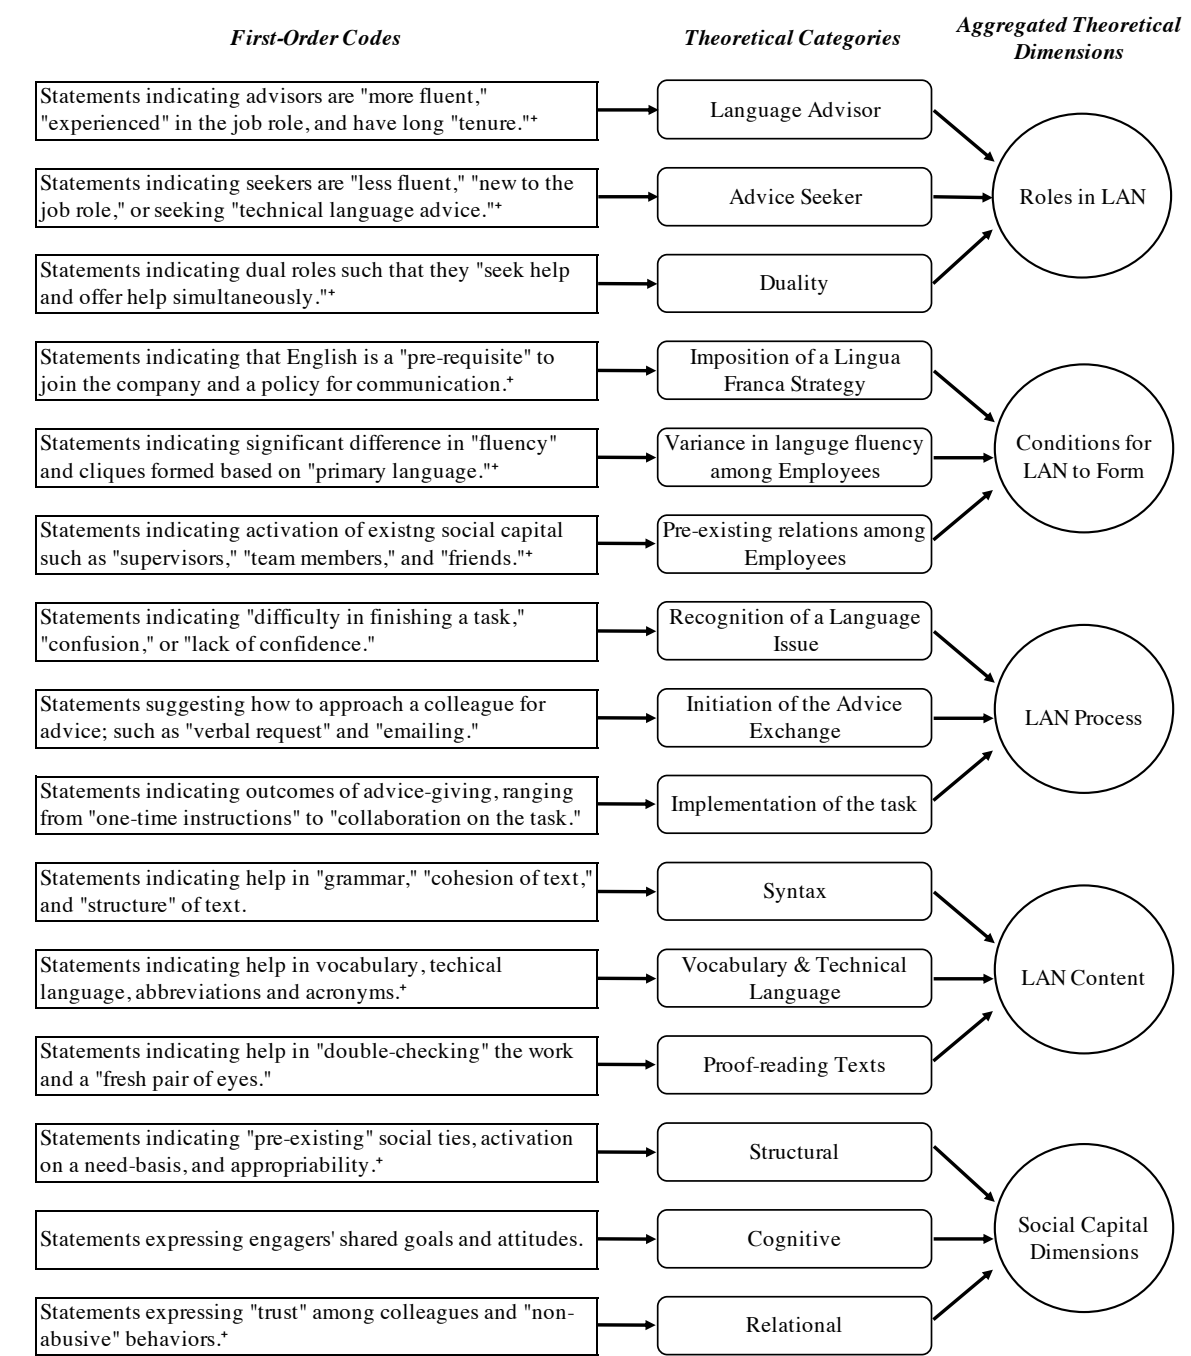 First-Order Codes
Theoretical Categories
Aggregated Theoretical
Dimensions
Statements indicating advisors are "more fluent,"
"experienced" in the job role, and have long "tenure."⁺
Language Advisor
Statements indicating seekers are "less fluent," "new to the
job role," or seeking "technical language advice."⁺
Advice Seeker
Roles in LAN
Statements indicating dual roles such that they "seek help
and offer help simultaneously."⁺
Duality
Statements indicating that English is a "pre-requisite" to
join the company and a policy for communication.⁺
Imposition of a Lingua
Franca Strategy
Statements indicating significant difference in "fluency"
and cliques formed based on "primary language."⁺
Variance in languge fluency
among Employees
Conditions for
LAN to Form
Statements indicating activation of existng social capital
such as "supervisors," "team members," and "friends."⁺
Pre-existing relations among
Employees
Statements indicating "difficulty in finishing a task,"
"confusion," or "lack of confidence."
Recognition of a Language
Issue
Statements suggesting how to approach a colleague for
advice; such as "verbal request" and "emailing."
Initiation of the Advice
Exchange
LAN Process
Statements indicating outcomes of advice-giving, ranging
from "one-time instructions" to "collaboration on the task."
Implementation of the task
Statements indicating help in "grammar," "cohesion of text,"
and "structure" of text.
Syntax
Statements indicating help in vocabulary, techical
language, abbreviations and acronyms.⁺
Vocabulary & Technical
Language
LAN Content
Statements indicating help in "double-checking" the work
and a "fresh pair of eyes."
Proof-reading Texts
Statements indicating "pre-existing" social ties, activation
on a need-basis, and appropriability.⁺
Structural
Statements expressing engagers' shared goals and attitudes.
Cognitive
Social Capital
Dimensions
Statements expressing "trust" among colleagues and "non-
abusive" behaviors.⁺
Relational